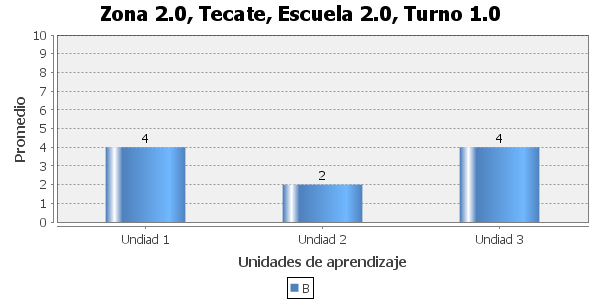 Zona 2.0, Tecate, Escuela 2.0, Turno 1.0
Promedio
10
9
8
7
6
5
4
3
2
1
0
4
2
4
Undiad 1
Undiad 2
Undiad 3
Unidades de aprendizaje
B